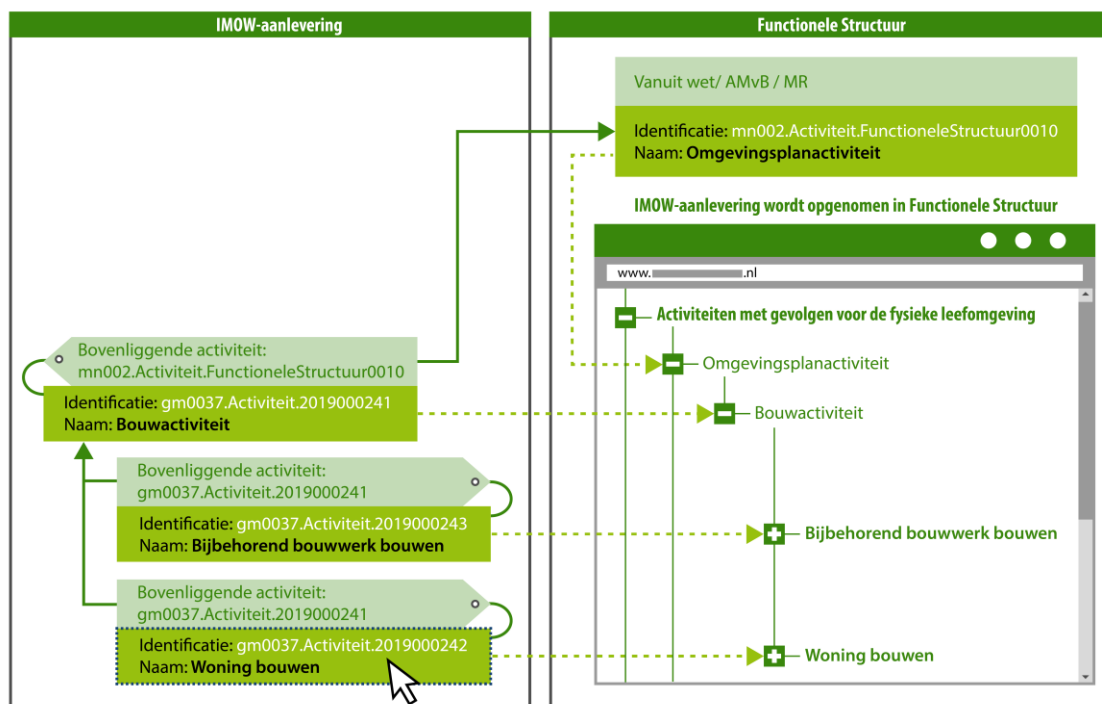 IMOW-aanlevering
Bovenliggende activiteit:
mn002.Activiteit.FunctioneleStructuur0010
Identificatie: gm0037.Activiteit.2019000241
Naam: Bouwactiviteit
Bovenliggende activiteit:
gm0037.Activiteit.2019000241
Identificatie: gm0037.Activiteit.2019000243
Naam: Bijbehorend bouwwerk bouwen
Bovenliggende activiteit:
gm0037.Activiteit.2019000241
Identificatie: gm0037.Activiteit.2019000242
Naam: Woning bouwen
Functionele Structuur
Vanuit wet/ AMvB / MR
Identificatie: mn002.Activiteit.FunctioneleStructuur0010
Naam: Omgevingsplanactiviteit
IMOW-aanlevering wordt opgenomen in Functionele Structuur
www. .nl
Activiteiten met gevolgen voor de fysieke leefomgeving
Omgevingsplanactiviteit
Bouwactiviteit
Bijbehorend bouwwerk bouwen
Woning bouwen